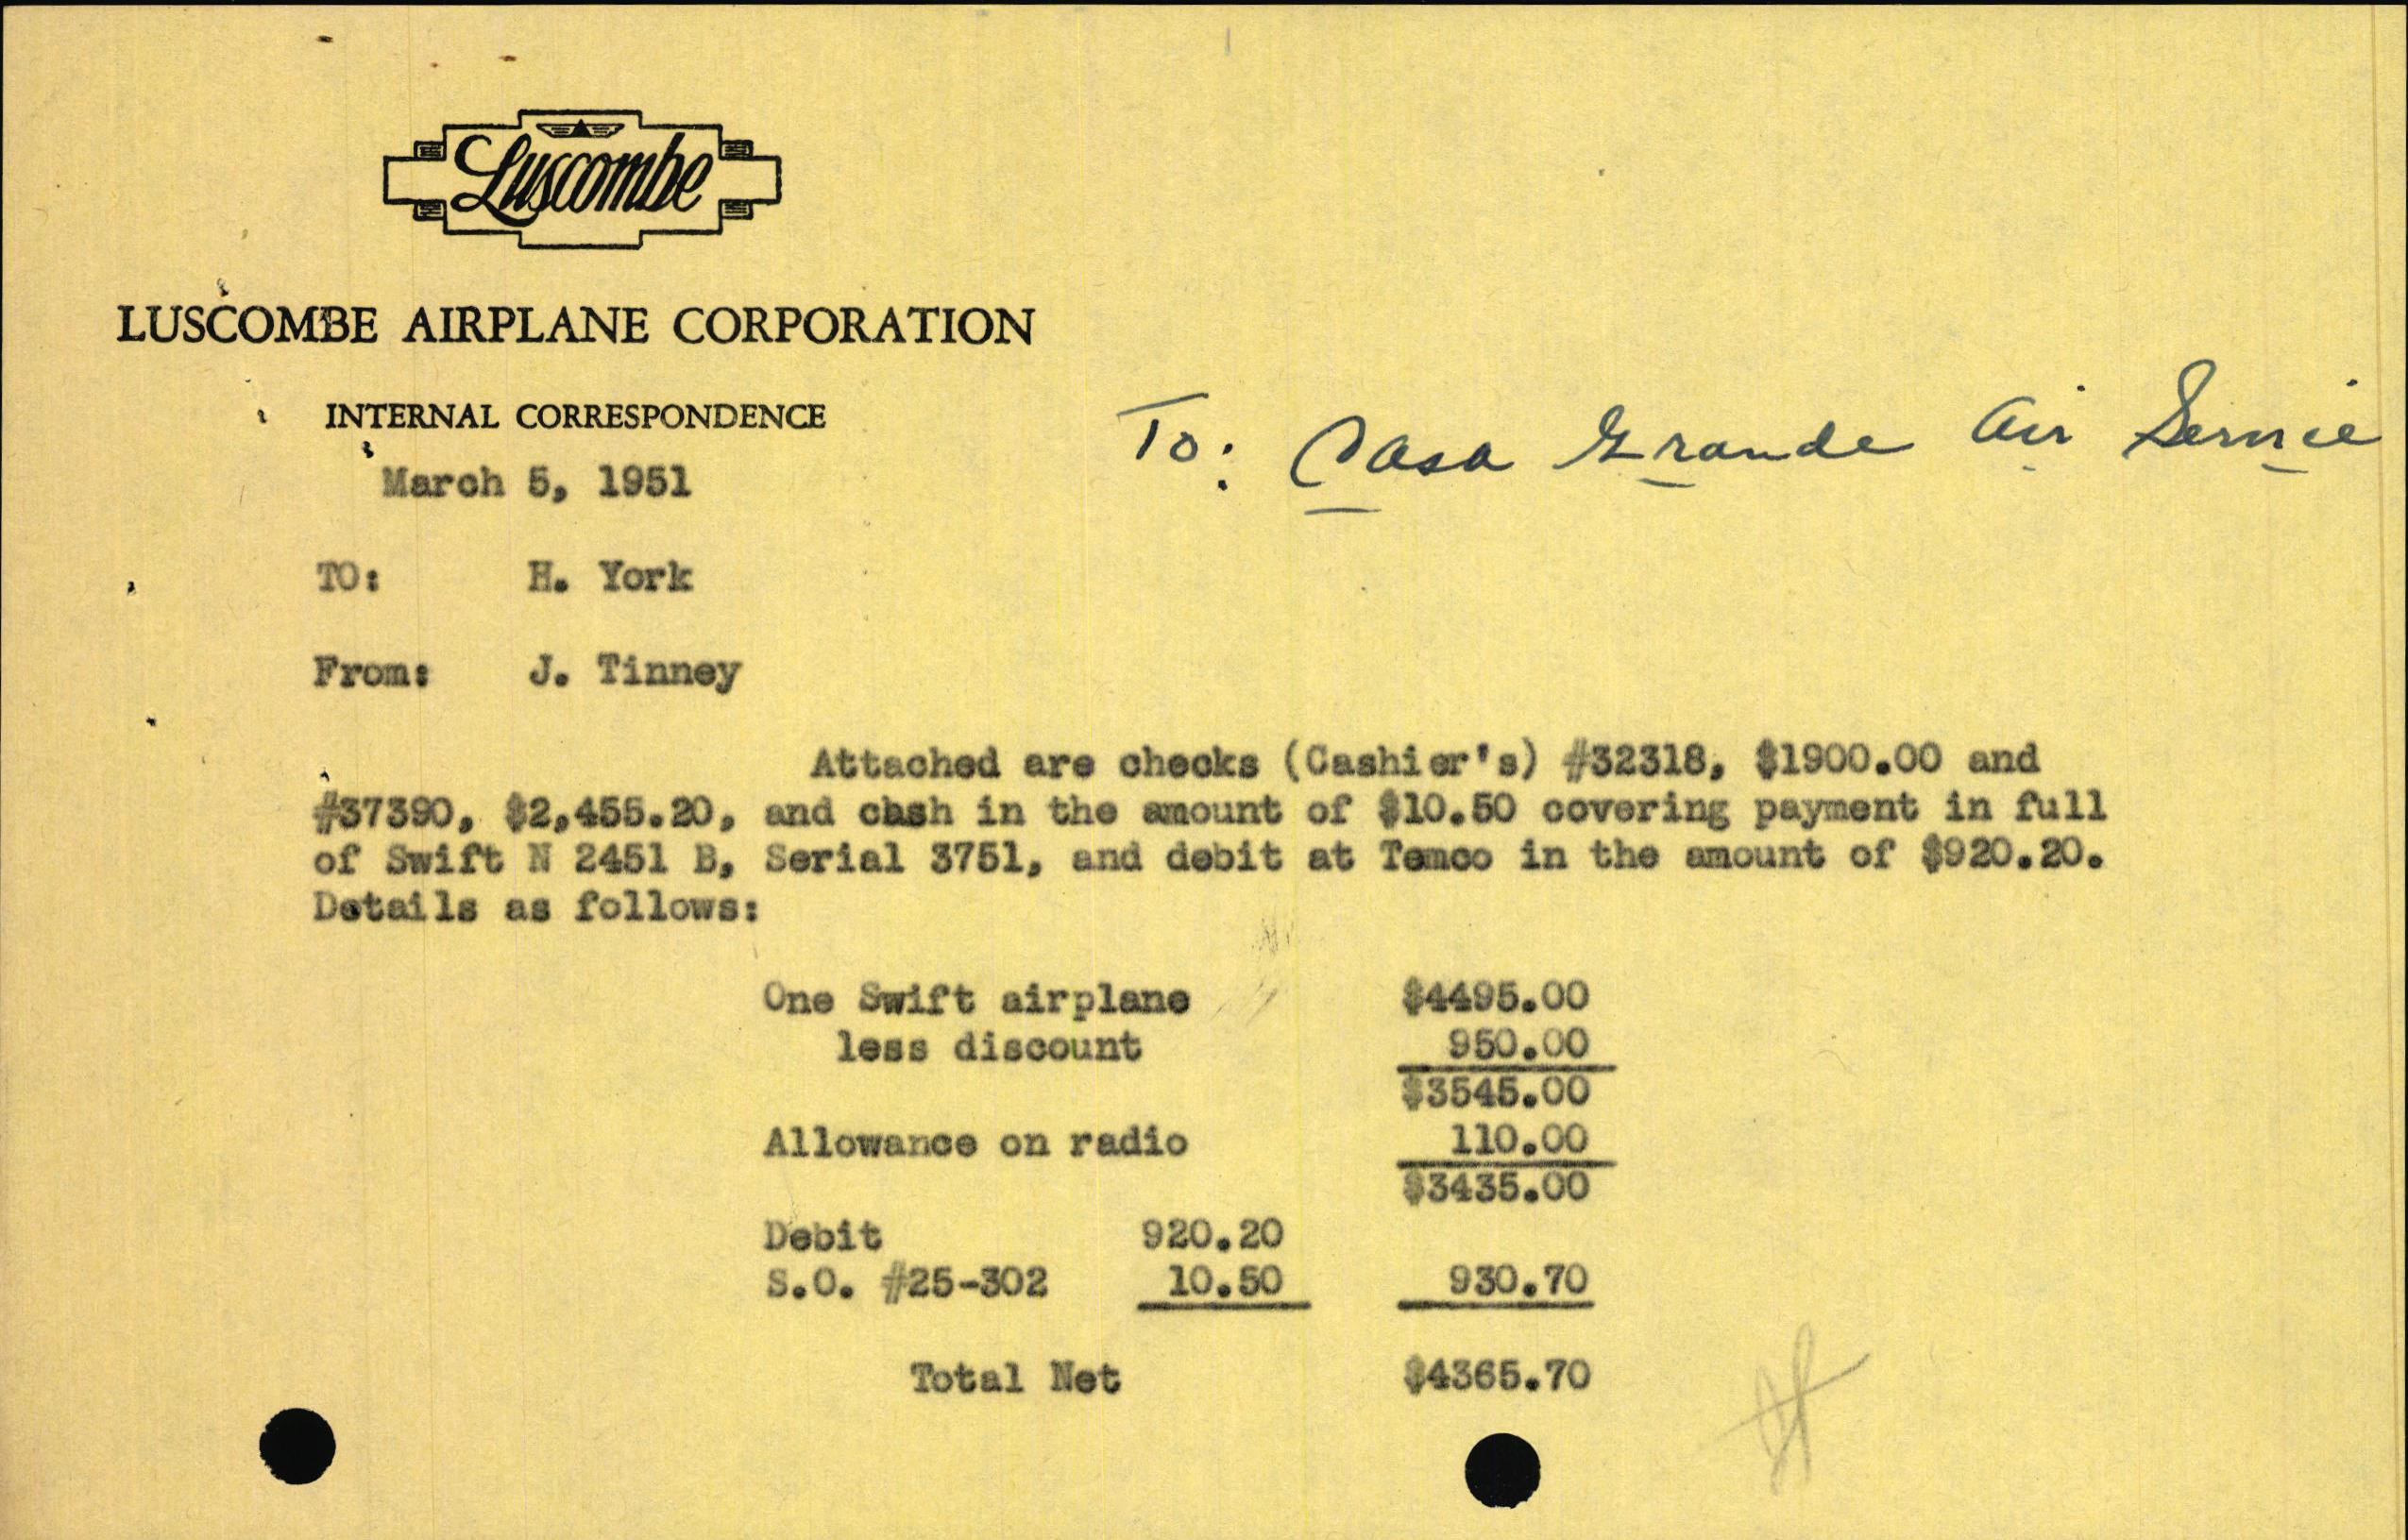 Luscombe
LUSCOMBE AIRPLANE CORPORATION
INTERNAL CORRESPONDENCE
To: Casa Grande Air Service
March 5, 1951
TO: H. York
From: J. Tinney
Attached are checks (Cashier's) #32318, $1900.00 and
#37390, $2,455.20, and cash in the amount of $10.50 covering payment in full
of Swift N 2451 B, Serial 3751, and debit at Temco in the amount of $920.20.
Details as follows:
One Swift airplane $4495.00
less discount 950.00
$3545.00
Allowance on radio 110.00
$3435.00
Debit 920.20
S.O. #25-302 10.50 930.70
Total Net $4365.70